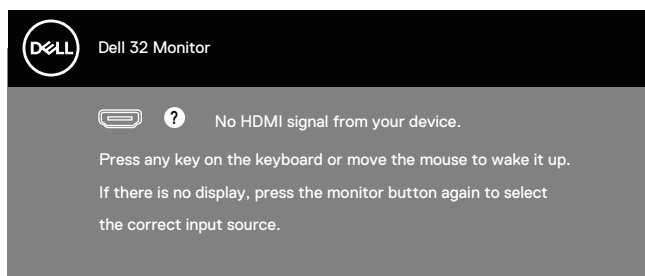 DELL
Dell 32 Monitor
? No HDMI signal from your device.
Press any key on the keyboard or move the mouse to wake it up.
If there is no display, press the monitor button again to select
the correct input source.